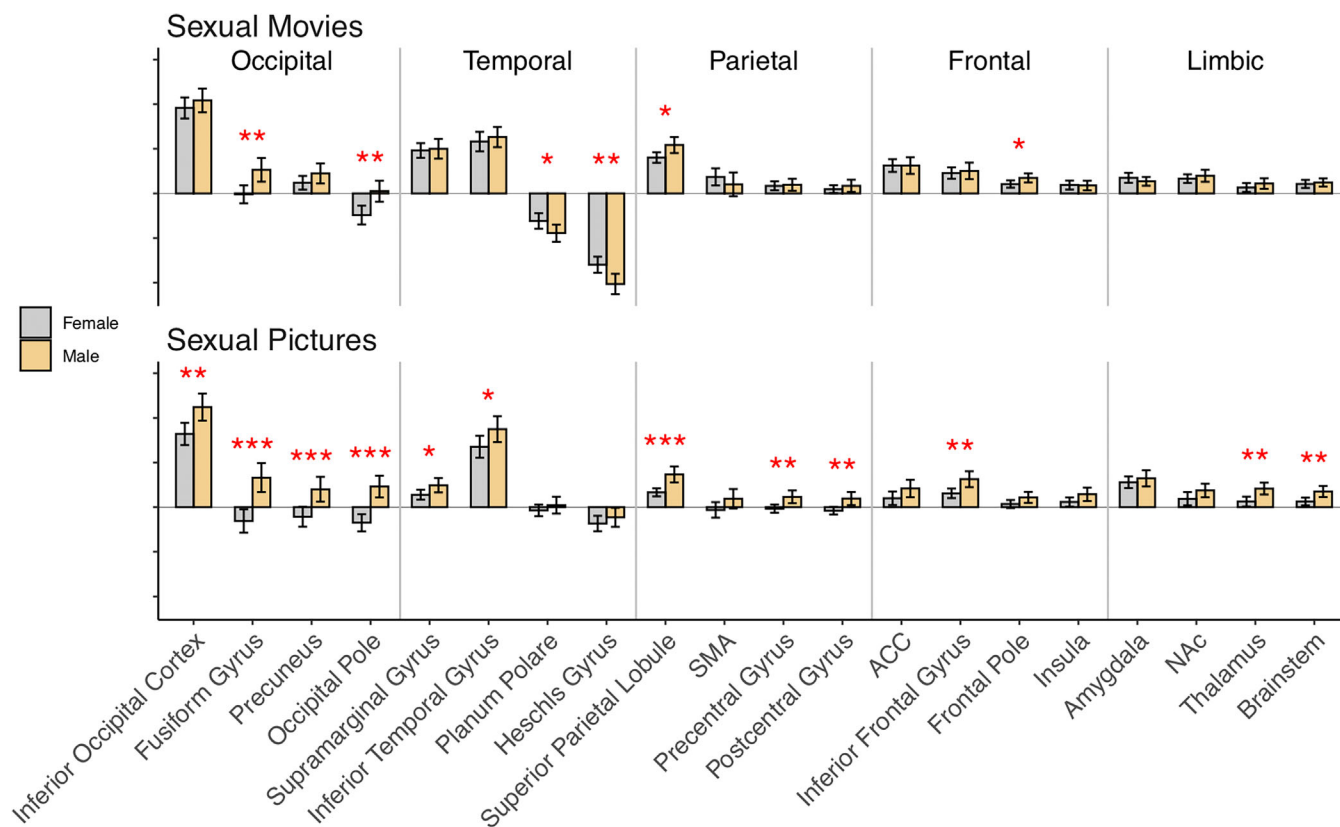 Sexual Movies
Occipital Temporal Parietal Frontal Limbic
** ** * ** * *
Female
Male
Sexual Pictures
** *** *** *** * * *** ** ** ** ** **
Inferior Occipital Cortex
Fusiform Gyrus
Precuneus
Occipital Pole
Supramarginal Gyrus
Inferior Temporal Gyrus
Planum Polare
Heschls Gyrus
Superior Parietal Lobule
SMA
Precentral Gyrus
Postcentral Gyrus
ACC
Inferior Frontal Gyrus
Frontal Pole
Insula
Amygdala
NAc
Thalamus
Brainstem